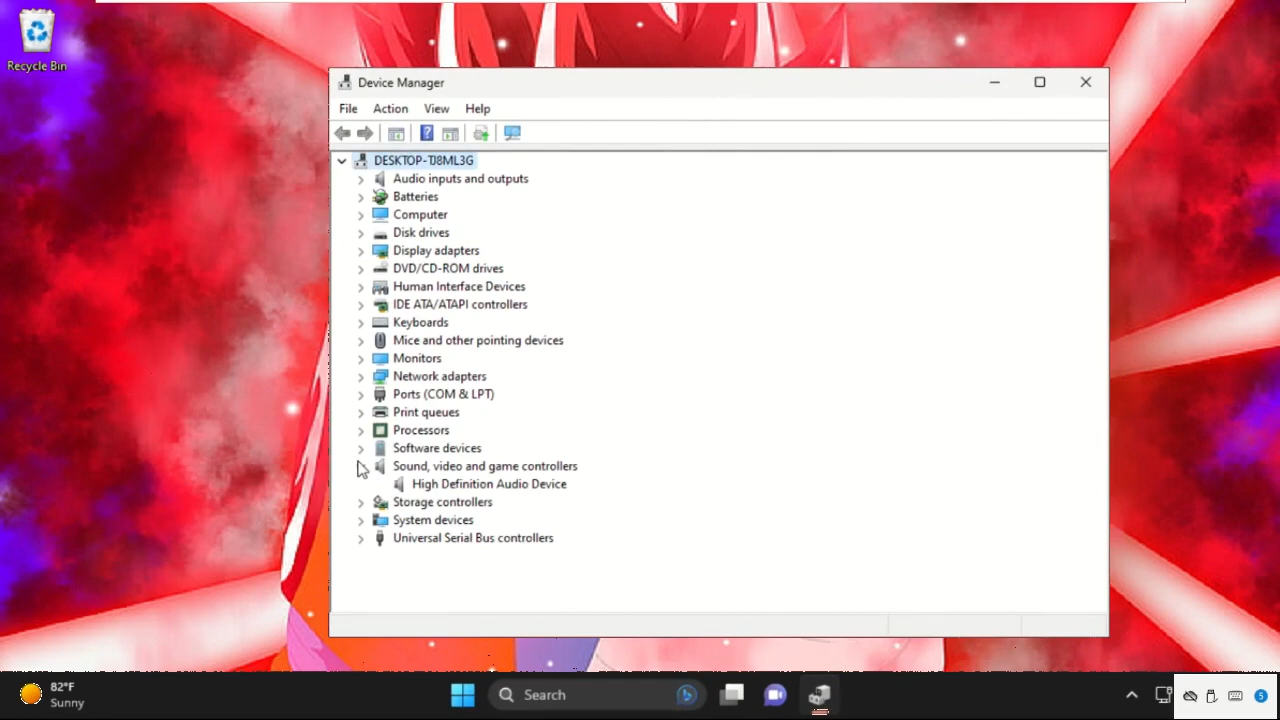 Recycle Bin
Device Manager
File Action View Help
DESKTOP-TJ8ML3G
Audio inputs and outputs
Batteries
Computer
Disk drives
Display adapters
DVD/CD-ROM drives
Human Interface Devices
IDE ATA/ATAPI controllers
Keyboards
Mice and other pointing devices
Monitors
Network adapters
Ports (COM & LPT)
Print queues
Processors
Software devices
Sound, video and game controllers
High Definition Audio Device
Storage controllers
System devices
Universal Serial Bus controllers
82°F
Sunny
Search
5